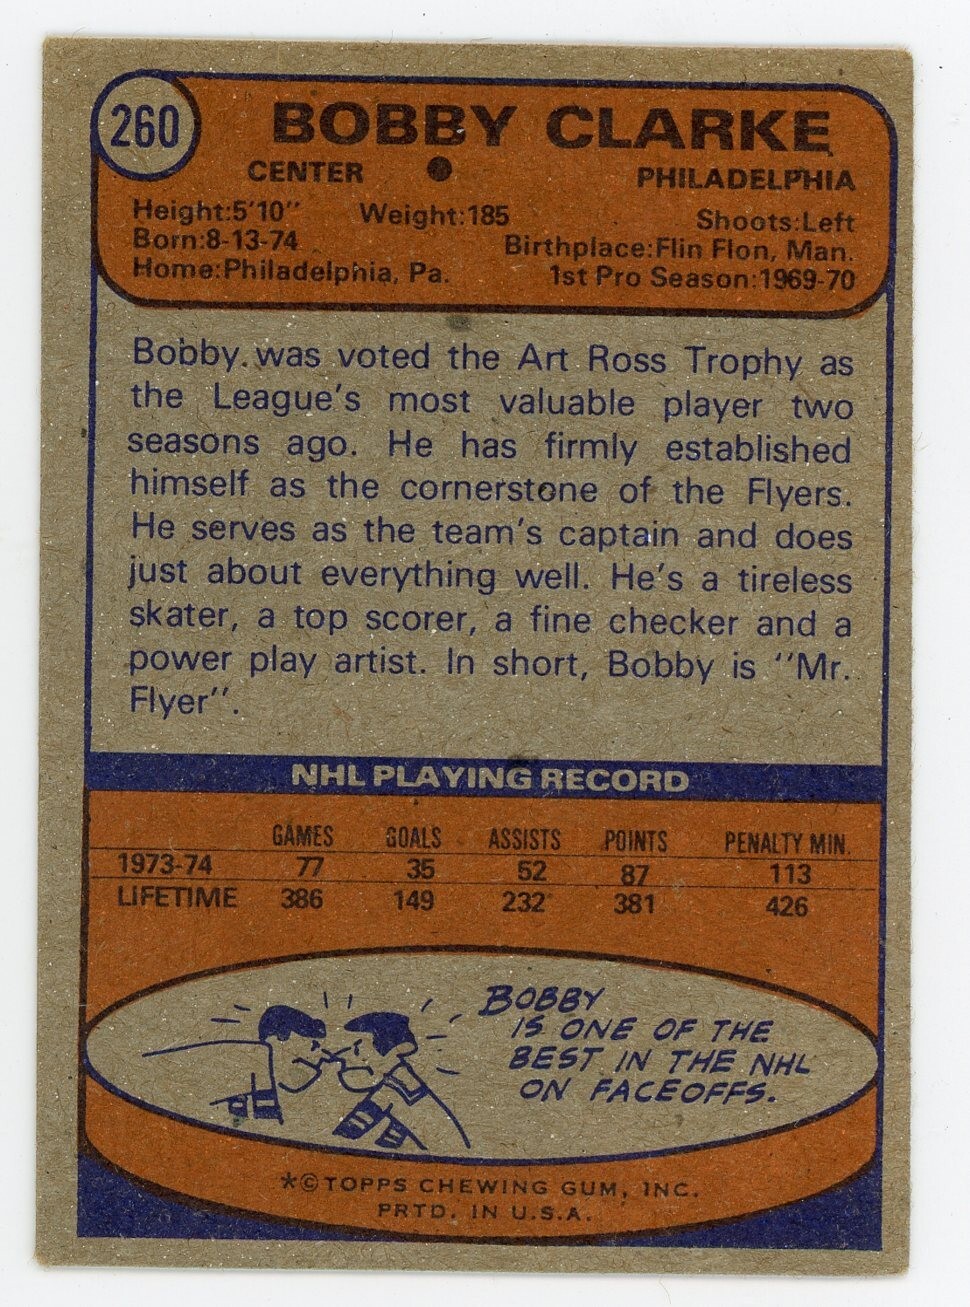 260
BOBBY CLARKE
CENTER PHILADELPHIA
Height:5'10" Weight:185 Shoots:Left
Born:8-13-74 Birthplace:Flin Flon, Man.
Home:Philadelphia, Pa. 1st Pro Season:1969-70
Bobby was voted the Art Ross Trophy as
the League's most valuable player two
seasons ago. He has firmly established
himself as the cornerstone of the Flyers.
He serves as the team's captain and does
just about everything well. He's a tireless
skater, a top scorer, a fine checker and a
power play artist. In short, Bobby is "Mr.
Flyer".
NHL PLAYING RECORD
GAMES GOALS ASSISTS POINTS PENALTY MIN.
1973-74 77 35 52 87 113
LIFETIME 386 149 232 381 426
BOBBY
IS ONE OF THE
BEST IN THE NHL
ON FACEOFFS.
*©TOPPS CHEWING GUM, INC.
PRTD. IN U.S.A.